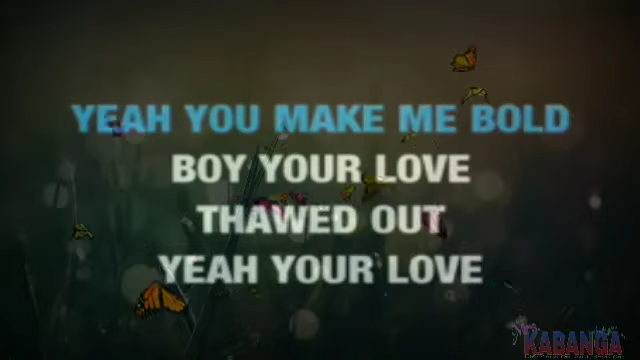 YEAH YOU MAKE ME BOLD
BOY YOUR LOVE
THAWED OUT
YEAH YOUR LOVE
KABANGA